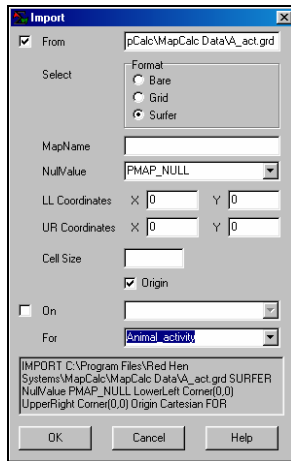 Import
From pCalc\MapCalc Data\A_act.grd
Select
Format
Bare
Grid
Surfer
MapName
NullValue PMAP_NULL
LL Coordinates X 0 Y 0
UR Coordinates X 0 Y 0
Cell Size
Origin
On
For Animal_activity
IMPORT C:\Program Files\Red Hen
Systems\MapCalc\MapCalc Data\A_act.grd SURFER
NullValue PMAP_NULL LowerLeft Corner(0,0)
UpperRight Corner(0,0) Origin Cartesian FOR
OK Cancel Help